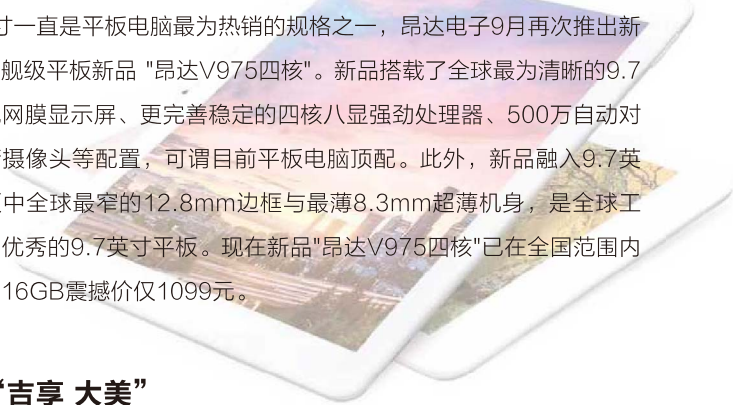 寸一直是平板电脑最为热销的规格之一，昂达电子9月再次推出新
舰级平板新品 "昂达V975四核"。新品搭载了全球最为清晰的9.7
网膜显示屏、更完善稳定的四核八显强劲处理器、500万自动对
摄像头等配置，可谓目前平板电脑顶配。此外，新品融入9.7英
中全球最窄的12.8mm边框与最薄8.3mm超薄机身，是全球工
优秀的9.7英寸平板。现在新品"昂达V975四核"已在全国范围内
16GB震撼价仅1099元。
“吉享 大美”